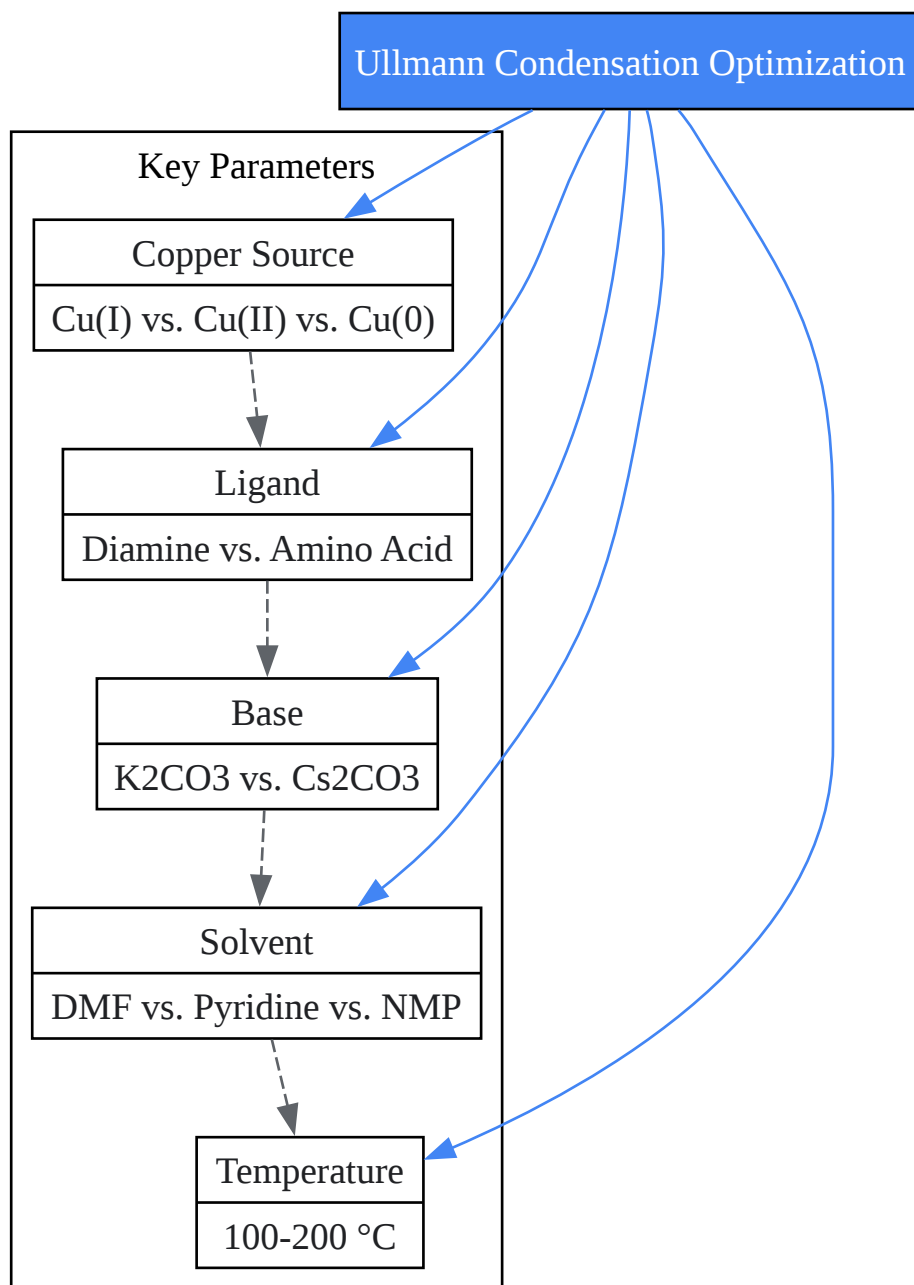 Ullmann Condensation Optimization
Key Parameters
Copper Source
Cu(I) vs. Cu(II) vs. Cu(0)
Ligand
Diamine vs. Amino Acid
Base
K2CO3 vs. Cs2CO3
Solvent
DMF vs. Pyridine vs. NMP
Temperature
100-200 °C